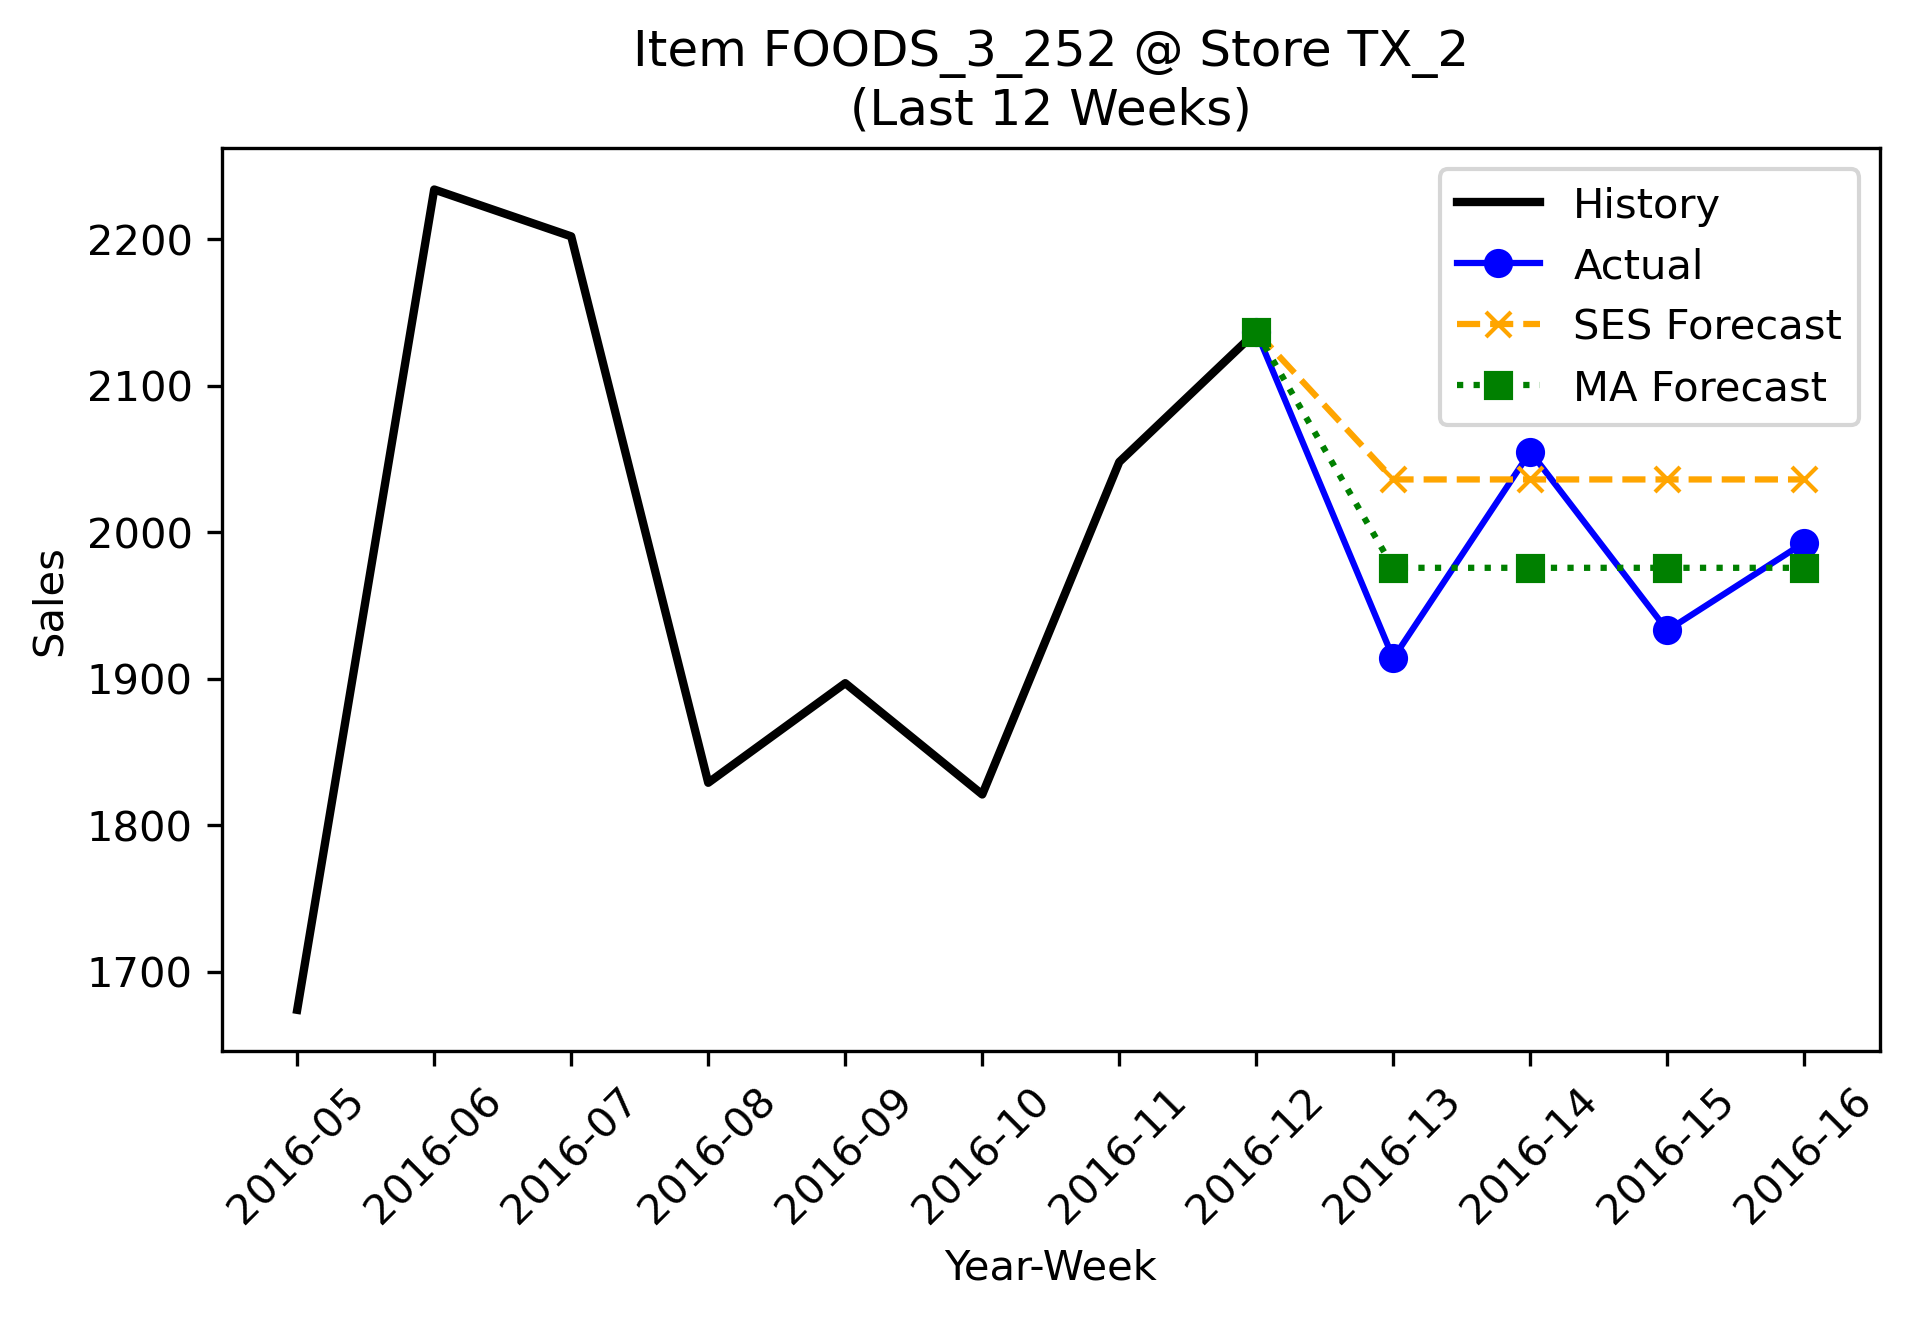 Item FOODS_3_252 @ Store TX_2
(Last 12 Weeks)
History
Actual
SES Forecast
MA Forecast
2200
2100
2000
1900
1800
1700
Sales
2016-05
2016-06
2016-07
2016-08
2016-09
2016-10
2016-11
2016-12
2016-13
2016-14
2016-15
2016-16
Year-Week